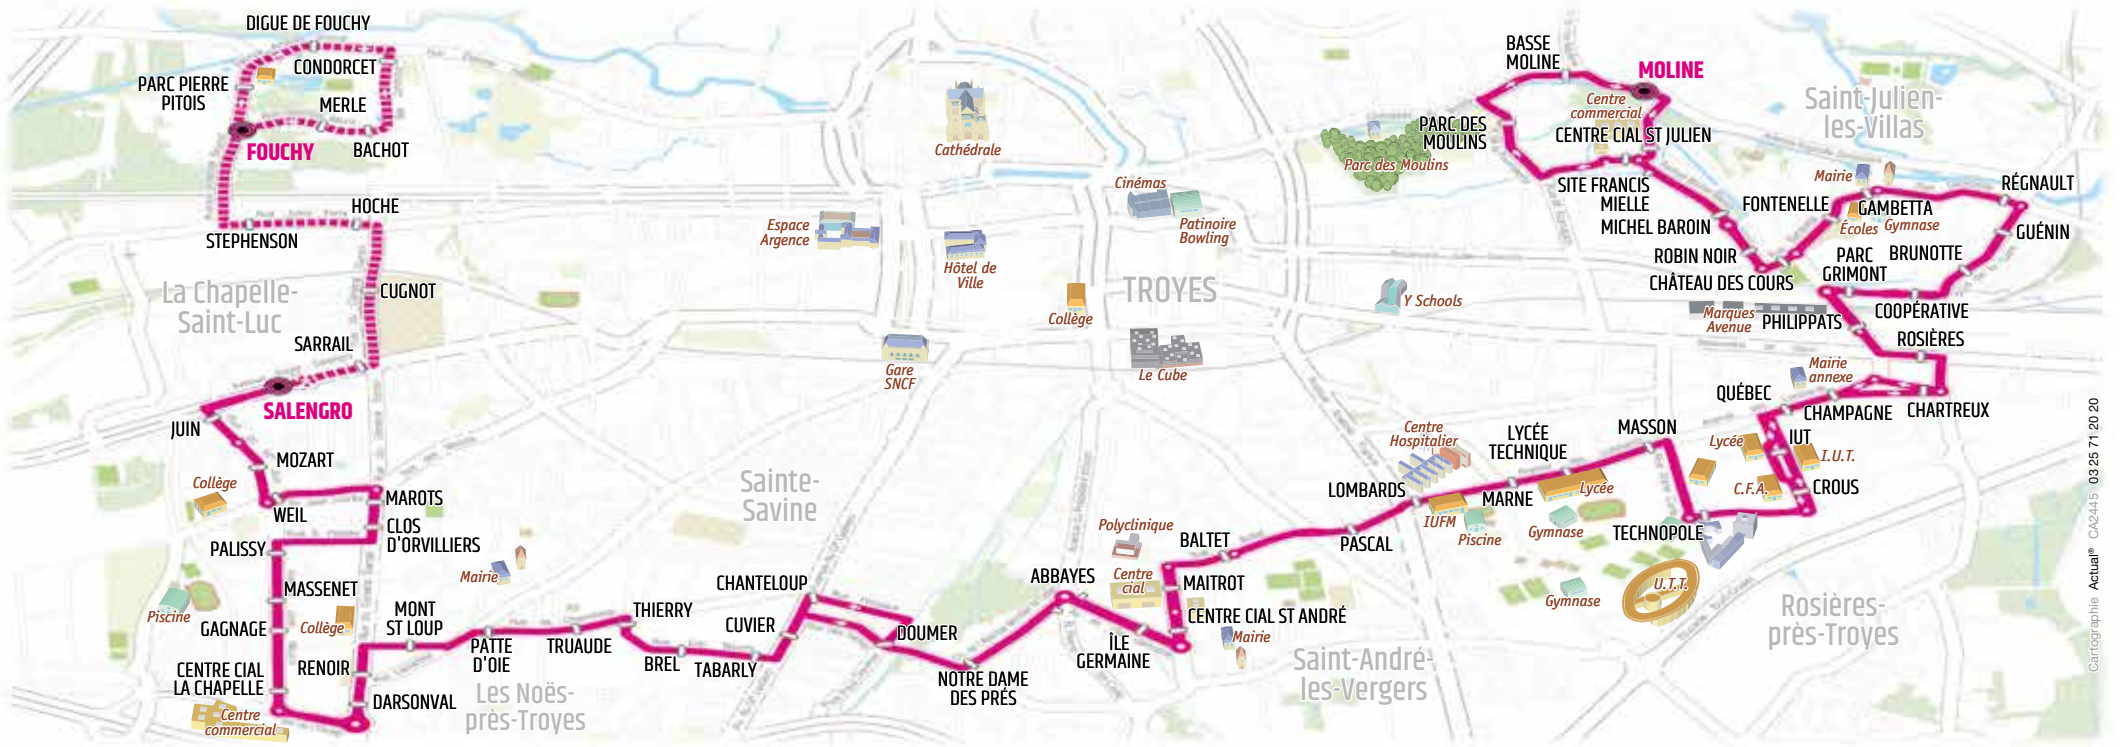 DIGUE DE FOUCHY
CONDORCET
PARC PIERRE
PITOIS
MERLE
FOUCHY
BACHOT
HOCHE
STEPHENSON
La Chapelle-
Saint-Luc
CUGNOT
SARRAIL
SALENGRO
JUIN
MOZART
Collège
WEIL
MAROTS
CLOS
D'ORVILLIERS
PALISSY
MASSENET
Piscine
GAGNAGE
Collège
CENTRE CIAL
LA CHAPELLE
RENOIR
DARSONVAL
Centre
commercial
MONT
ST LOUP
Mairie
PATTE
D'OIE
Les Noës-
près-Troyes
TRUAUDE
THIERRY
BREL
TABARLY
CUVIER
CHANTELOUP
Sainte-
Savine
DOUMER
NOTRE DAME
DES PRÉS
ABBAYES
ÎLE
GERMAINE
Polyclinique
Centre
cial
CENTRE CIAL ST ANDRÉ
Mairie
MAITROT
BALTET
Saint-André-
les-Vergers
PASCAL
LOMBARDS
Centre
Hospitalier
IUFM
Piscine
MARNE
LYCÉE
TECHNIQUE
Lycée
Gymnase
Gymnase
MASSON
TECHNOPOLE
U.T.T.
Rosières-
près-Troyes
CROUS
C.F.A.
I.U.T.
IUT
Lycée
QUÉBEC
CHAMPAGNE
CHARTREUX
Mairie
annexe
ROSIÈRES
PHILIPPATS
Marques
Avenue
COOPÉRATIVE
PARC
GRIMONT
BRUNOTTE
GUÉNIN
RÉGNAULT
GAMBETTA
Écoles
Gymnase
Mairie
FONTENELLE
CHÂTEAU DES COURS
ROBIN NOIR
MICHEL BAROIN
SITE FRANCIS
MIELLE
CENTRE CIAL ST JULIEN
Centre
commercial
MOLINE
BASSE
MOLINE
PARC DES
MOULINS
Parc des Moulins
Saint-Julien-
les-Villas
Cathédrale
Cinémas
Patinoire
Bowling
Espace
Argence
Hôtel de
Ville
Collège
TROYES
Y Schools
Gare
SNCF
Le Cube
Cartographie Actual® CA2445 03 25 71 20 20